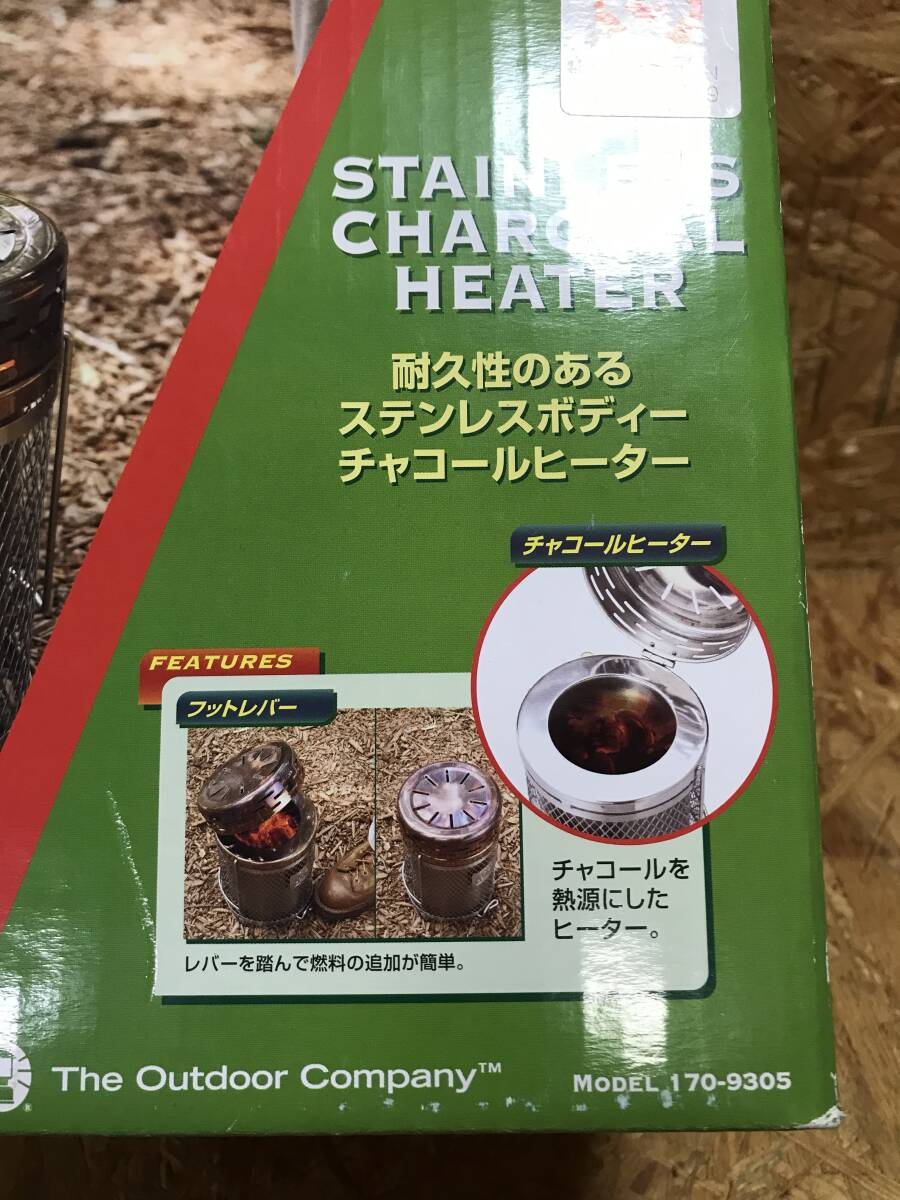 STAINLESS
CHARCOAL
HEATER
耐久性のある
ステンレスボディー
チャコールヒーター
チャコールヒーター
FEATURES
フットレバー
チャコールを
熱源にした
ヒーター。
レバーを踏んで燃料の追加が簡単。
The Outdoor Company™
MODEL 170-9305